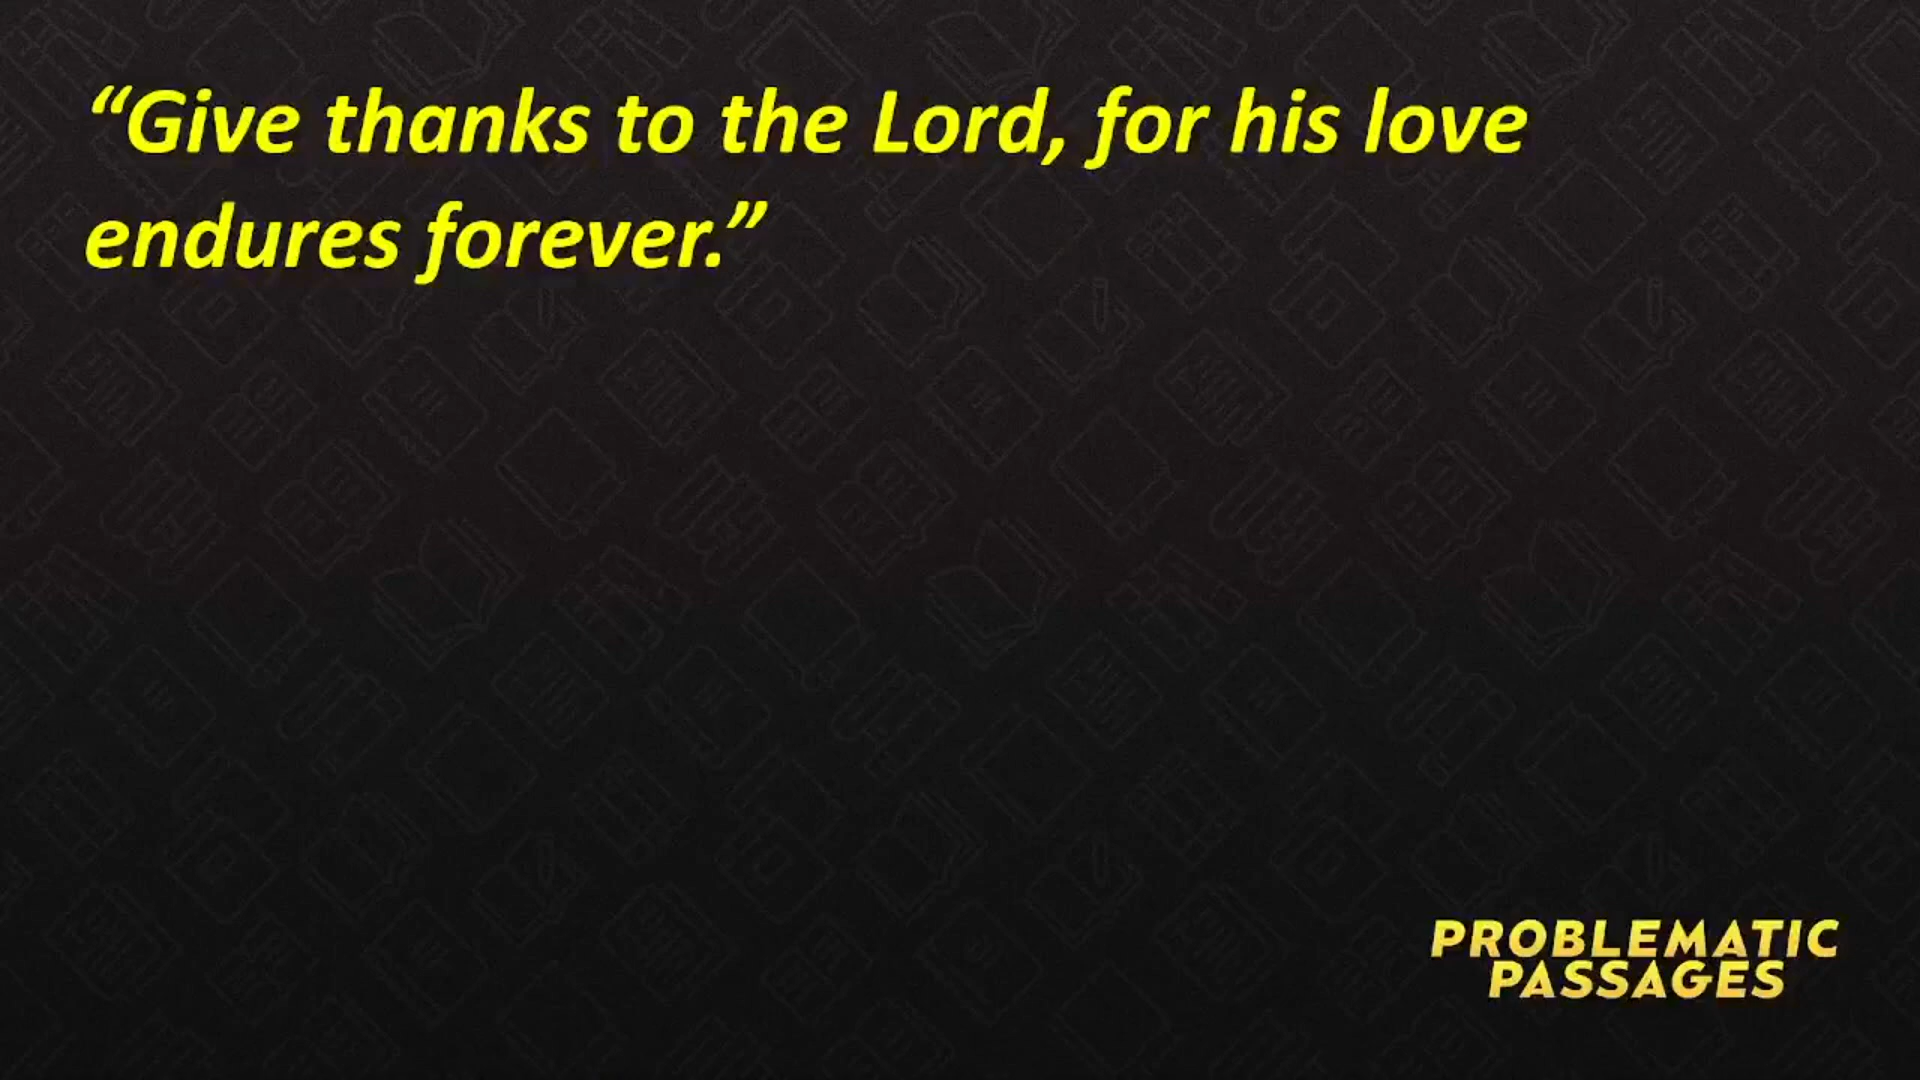 “Give thanks to the Lord, for his love
endures forever.”
PROBLEMATIC
PASSAGES